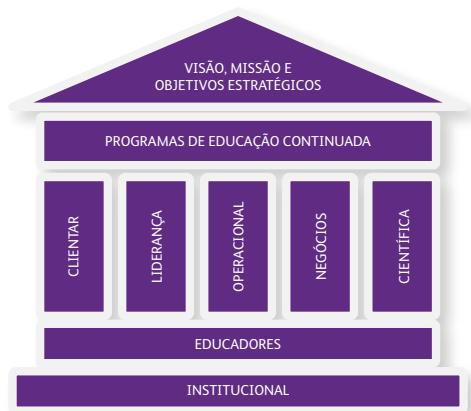 VISÃO, MISSÃO E
OBJETIVOS ESTRATÉGICOS
PROGRAMAS DE EDUCAÇÃO CONTINUADA
CLIENTAR
LIDERANÇA
OPERACIONAL
NEGÓCIOS
CIENTÍFICA
EDUCADORES
INSTITUCIONAL